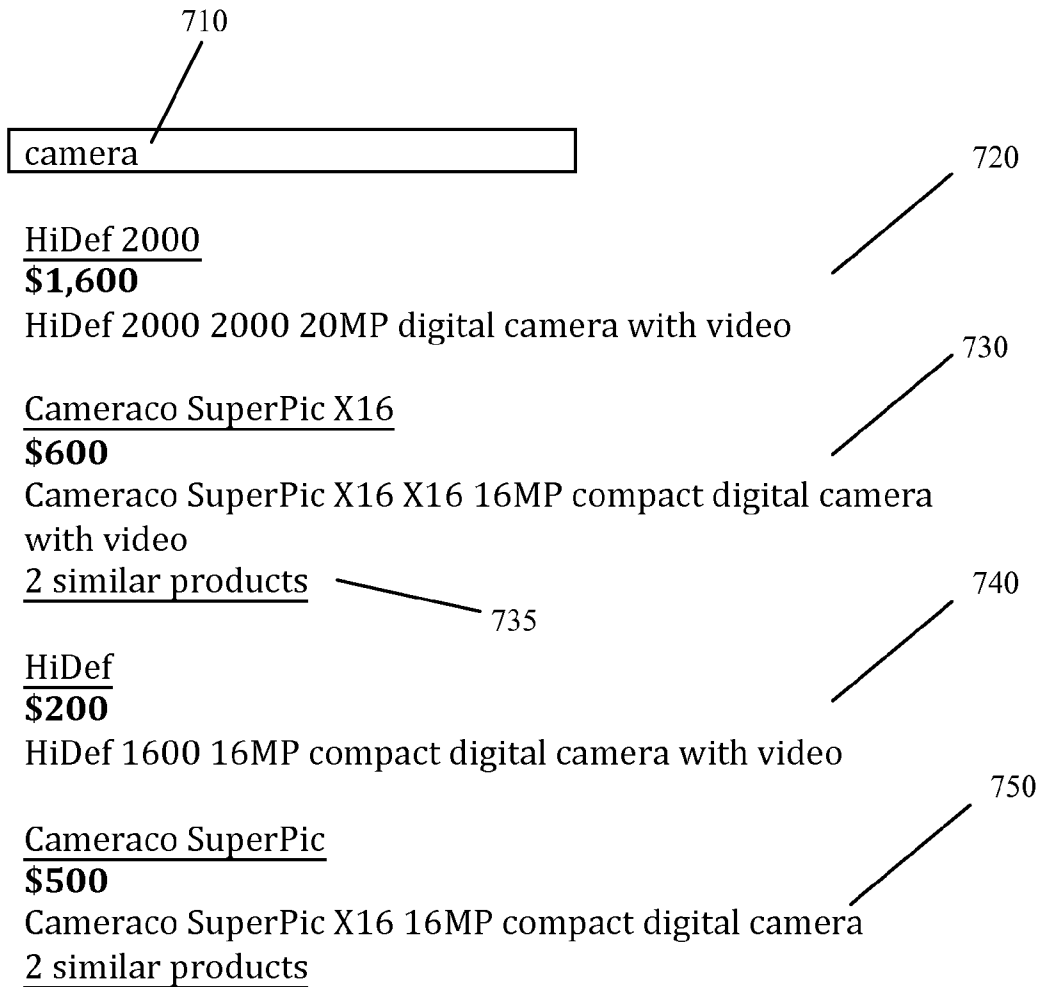 710
camera
720
HiDef 2000
$1,600
HiDef 2000 2000 20MP digital camera with video
730
Cameraco SuperPic X16
$600
Cameraco SuperPic X16 X16 16MP compact digital camera
with video
2 similar products
735
740
HiDef
$200
HiDef 1600 16MP compact digital camera with video
750
Cameraco SuperPic
$500
Cameraco SuperPic X16 16MP compact digital camera
2 similar products